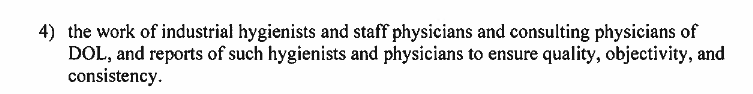 4) the work of industrial hygienists and staff physicians and consulting physicians of
DOL, and reports of such hygienists and physicians to ensure quality, objectivity, and
consistency.